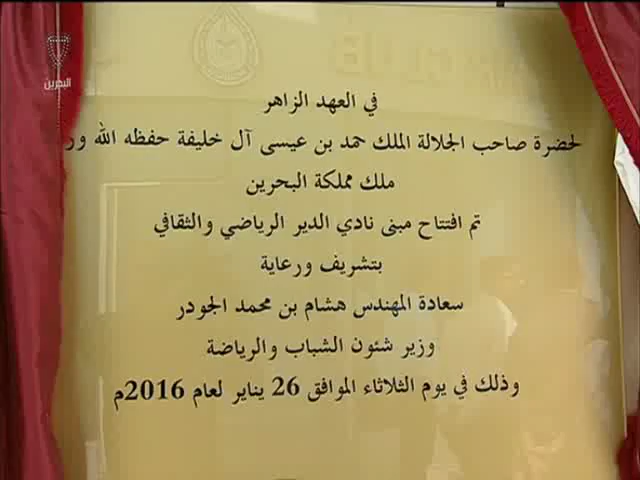 البحرين
في العهد الزاهر
لحضرة صاحب الجلالة الملك حمد بن عيسى آل خليفة حفظه الله
ملك مملكة البحرين
تم افتتاح مبنى نادي الدير الرياضي والثقافي
بتشريف ورعاية
سعادة المهندس هشام بن محمد الجودر
وزير شئون الشباب والرياضة
وذلك في يوم الثلاثاء الموافق 26 يناير لعام 2016م